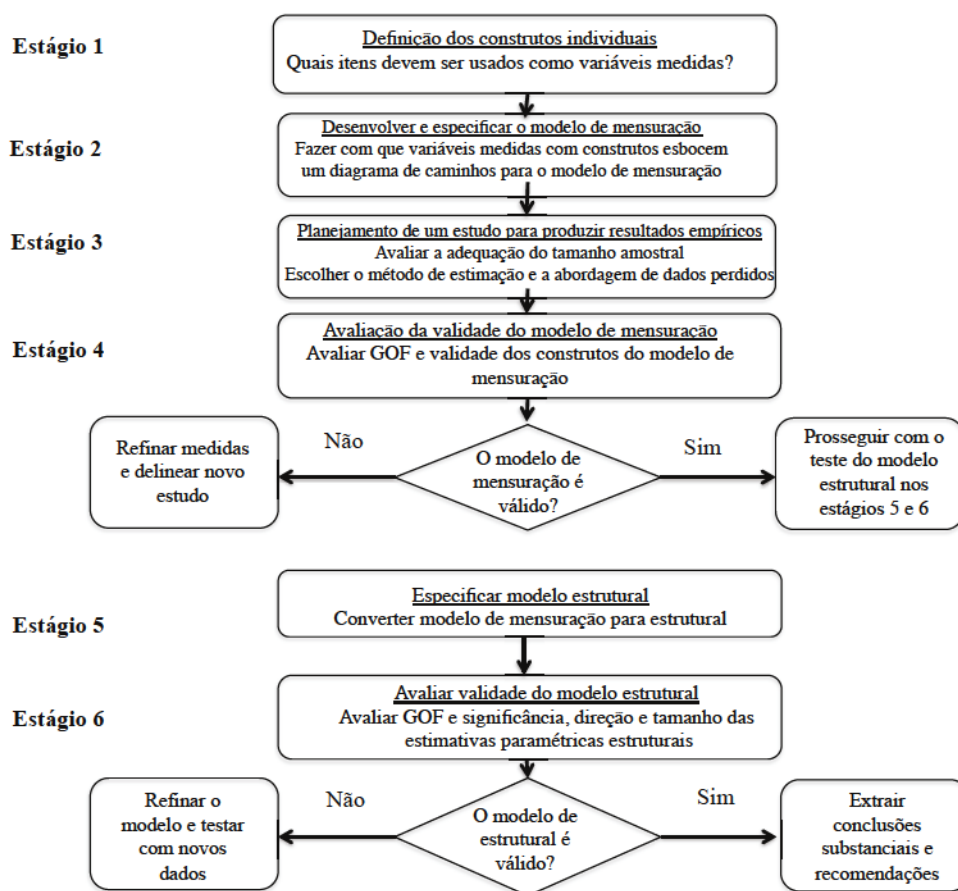 Estágio 1
Definição dos construtos individuais
Quais itens devem ser usados como variáveis medidas?
Estágio 2
Desenvolver e especificar o modelo de mensuração
Fazer com que variáveis medidas com construtos esbocem
um diagrama de caminhos para o modelo de mensuração
Estágio 3
Planejamento de um estudo para produzir resultados empíricos
Avaliar a adequação do tamanho amostral
Escolher o método de estimação e a abordagem de dados perdidos
Estágio 4
Avaliação da validade do modelo de mensuração
Avaliar GOF e validade dos construtos do modelo de
mensuração
Refinar medidas
e delinear novo
estudo
Não
O modelo de
mensuração é
válido?
Sim
Prosseguir com o
teste do modelo
estrutural nos
estágios 5 e 6
Estágio 5
Especificar modelo estrutural
Converter modelo de mensuração para estrutural
Estágio 6
Avaliar validade do modelo estrutural
Avaliar GOF e significância, direção e tamanho das
estimativas paramétricas estruturais
Refinar o
modelo e testar
com novos
dados
Não
O modelo de
estrutural é
válido?
Sim
Extrair
conclusões
substanciais e
recomendações